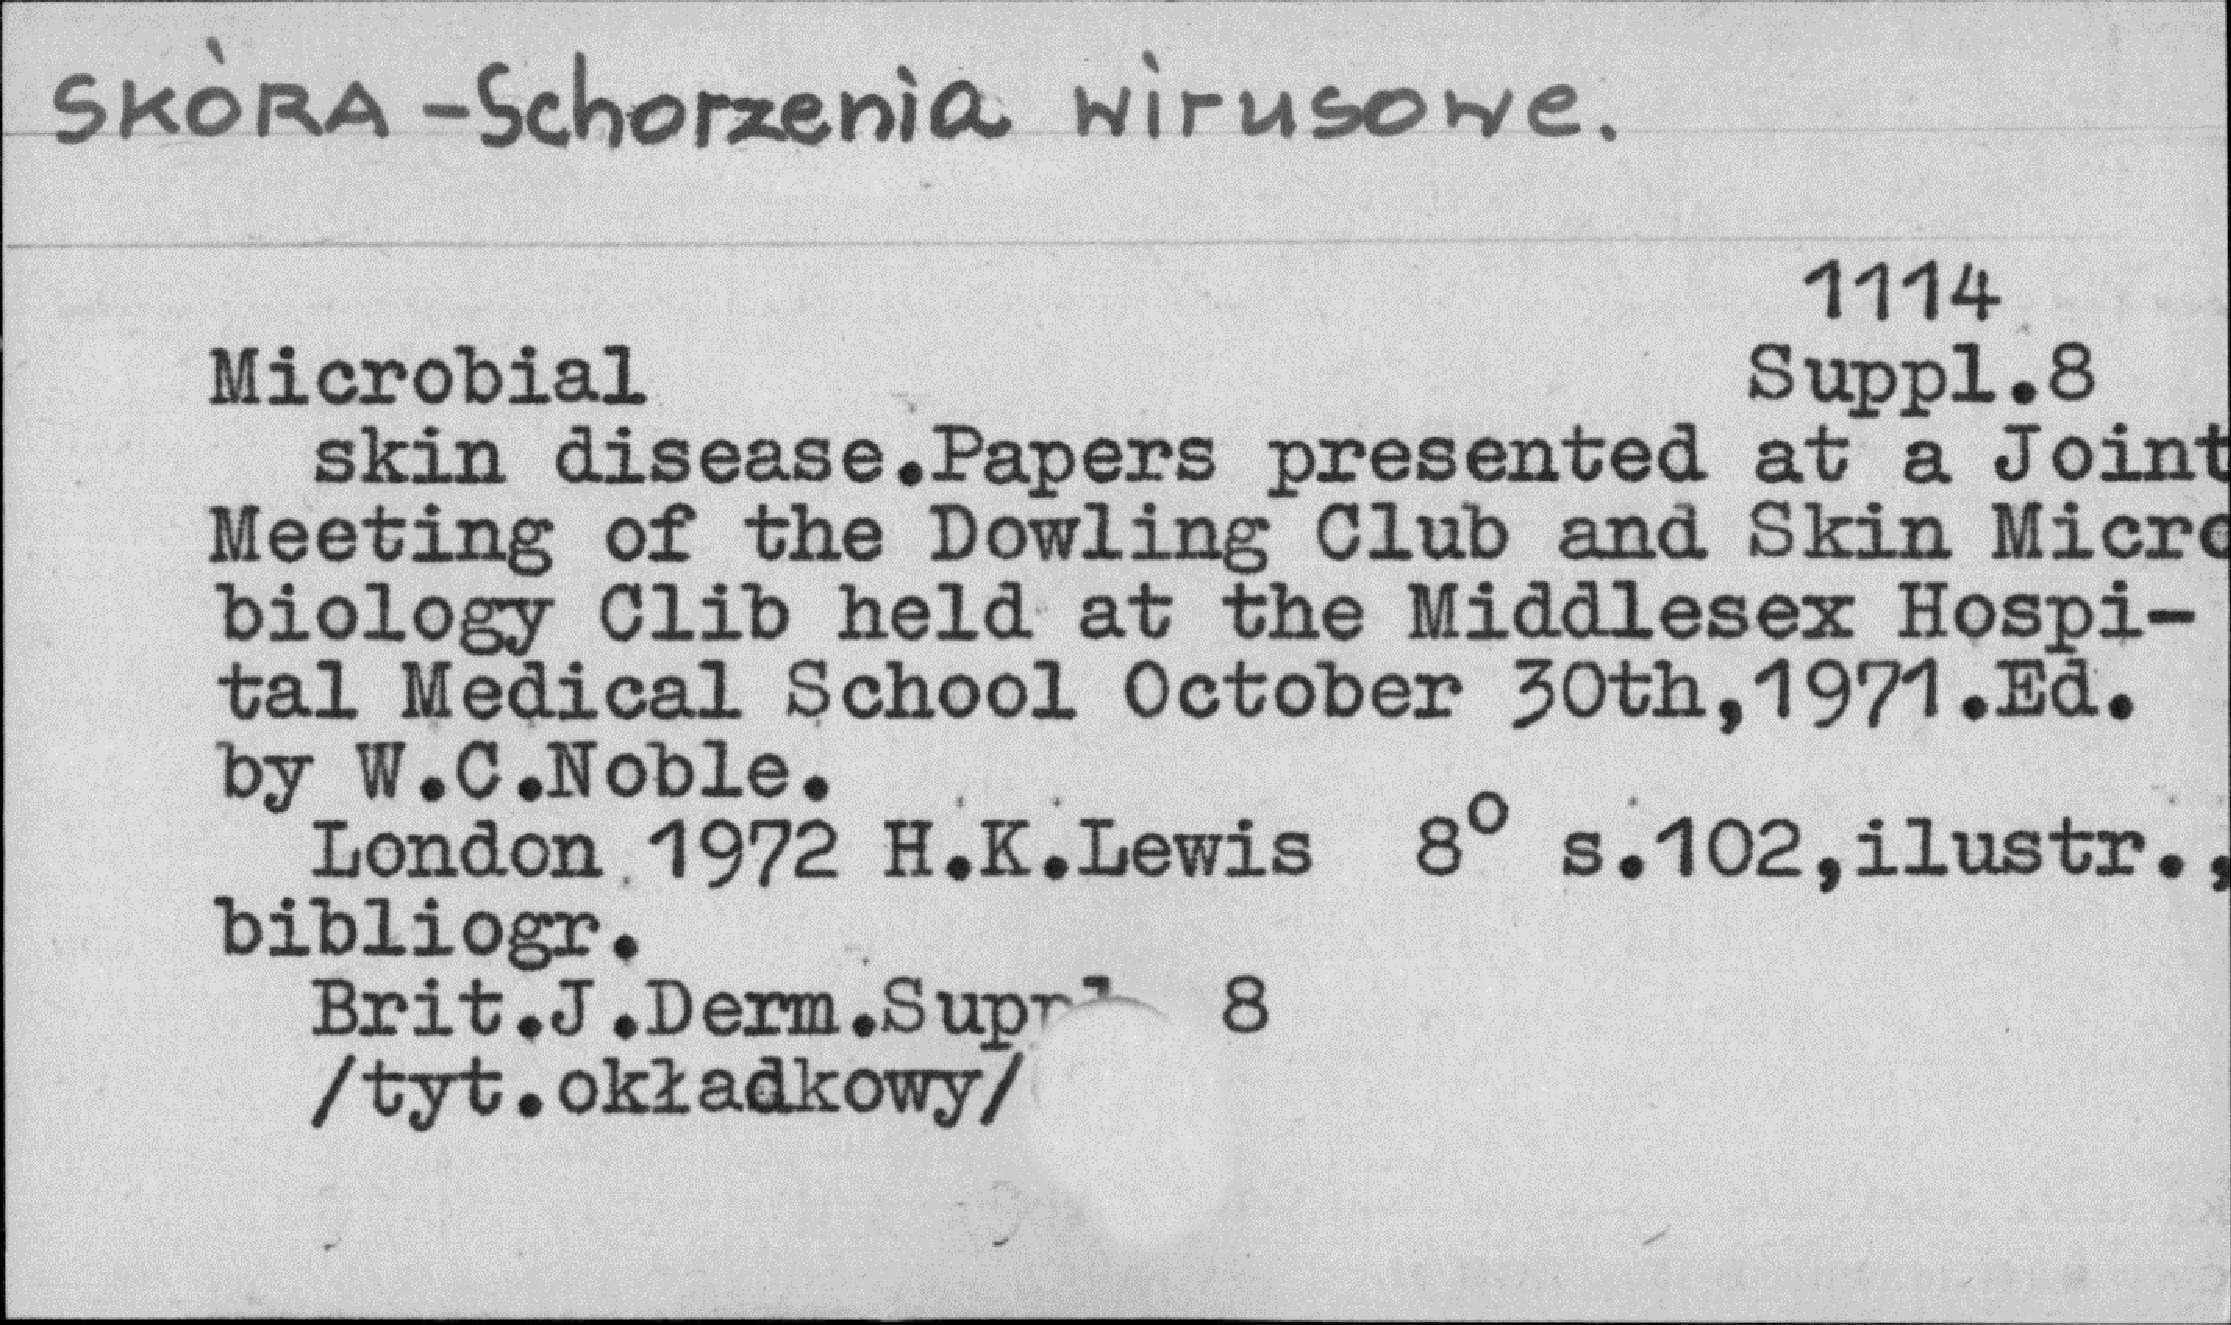 SKÓRA - Schorzenia wirusowe.
1114
Microbial Suppl.8
skin disease.Papers presented at a Joint
Meeting of the Dowling Club and Skin Micro
biology Clib held at the Middlesex Hospi-
tal Medical School October 30th,1971.Ed.
by W.C.Noble.
London 1972 H.K.Lewis 8° s.102,ilustr.,
bibliogr.
Brit.J.Derm. 8
/tyt.okładkowy/